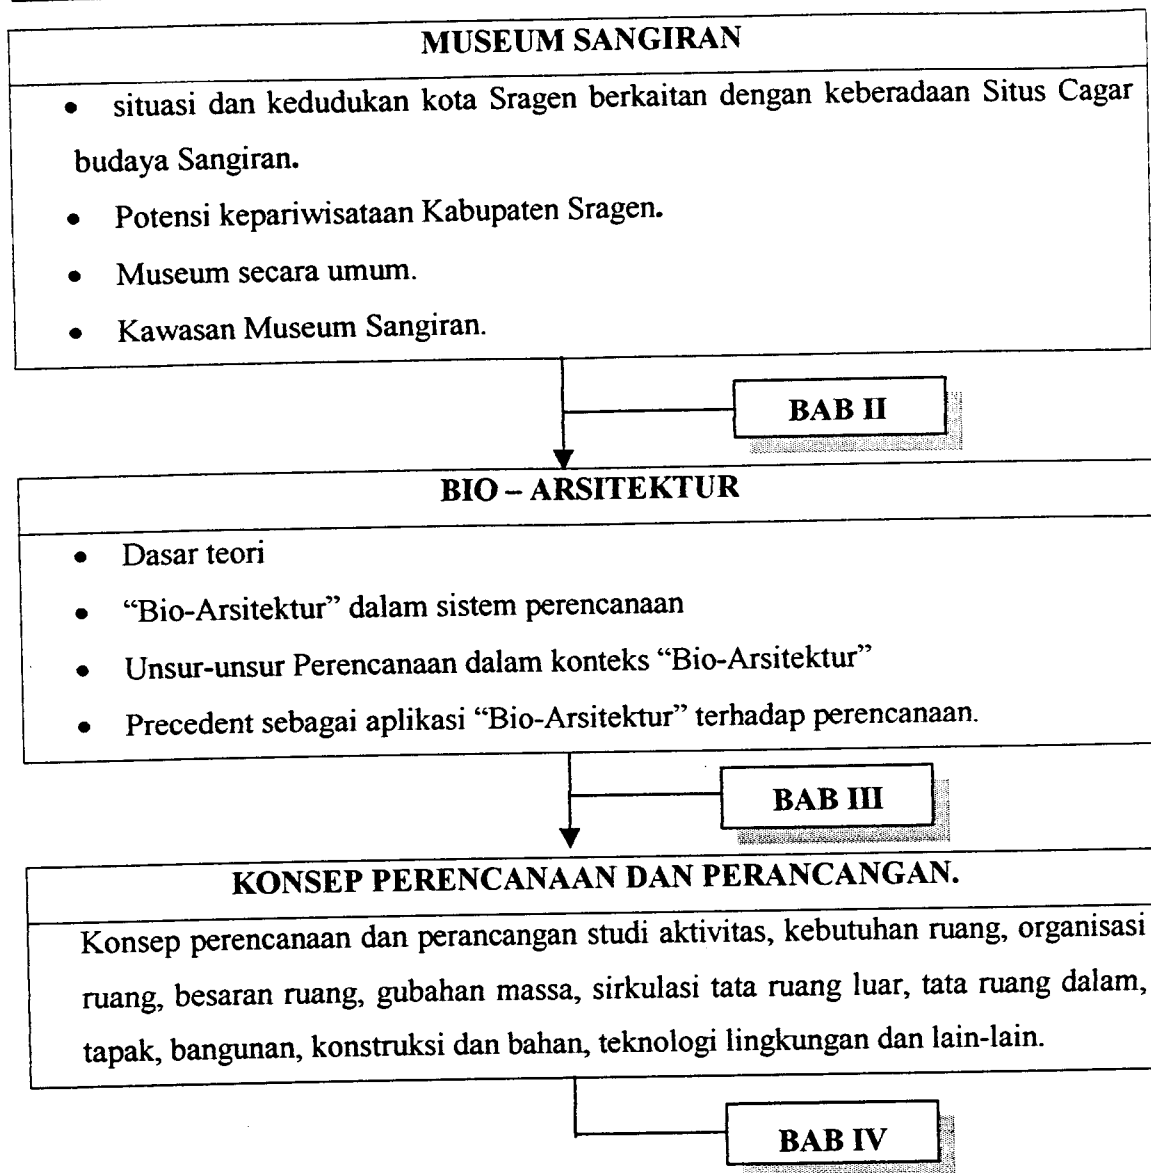 MUSEUM SANGIRAN
• situasi dan kedudukan kota Sragen berkaitan dengan keberadaan Situs Cagar
budaya Sangiran.
• Potensi kepariwisataan Kabupaten Sragen.
• Museum secara umum.
• Kawasan Museum Sangiran.
BAB II
BIO – ARSITEKTUR
• Dasar teori
• “Bio-Arsitektur” dalam sistem perencanaan
• Unsur-unsur Perencanaan dalam konteks “Bio-Arsitektur”
• Precedent sebagai aplikasi “Bio-Arsitektur” terhadap perencanaan.
BAB III
KONSEP PERENCANAAN DAN PERANCANGAN.
Konsep perencanaan dan perancangan studi aktivitas, kebutuhan ruang, organisasi
ruang, besaran ruang, gubahan massa, sirkulasi tata ruang luar, tata ruang dalam,
tapak, bangunan, konstruksi dan bahan, teknologi lingkungan dan lain-lain.
BAB IV